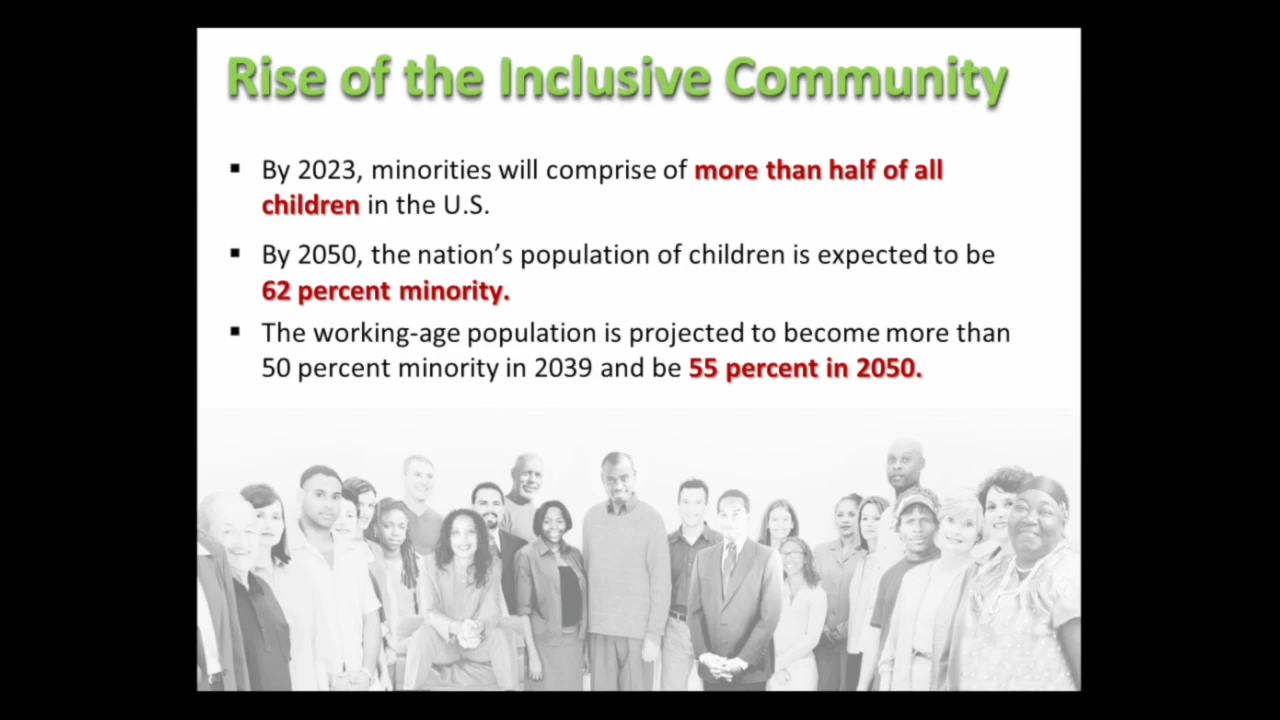 Rise of the Inclusive Community
▪ By 2023, minorities will comprise of more than half of all
children in the U.S.
▪ By 2050, the nation’s population of children is expected to be
62 percent minority.
▪ The working-age population is projected to become more than
50 percent minority in 2039 and be 55 percent in 2050.